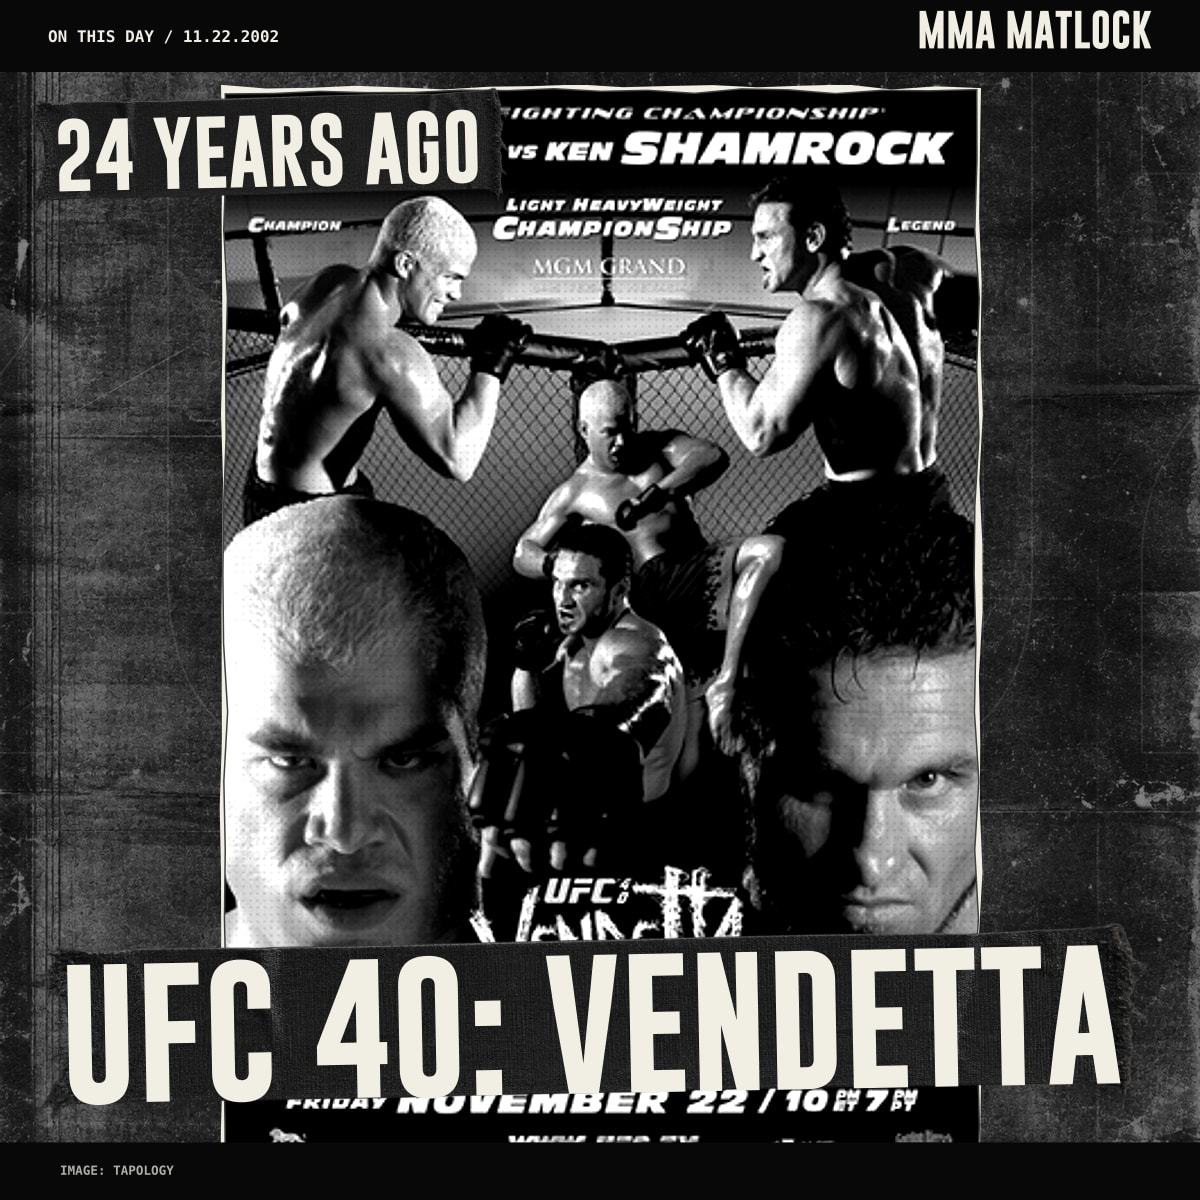 ON THIS DAY / 11.22.2002
MMA MATLOCK
24 YEARS AGO
FIGHTING CHAMPIONSHIP
VS KEN SHAMROCK
LIGHT HEAVYWEIGHT
CHAMPIONSHIP
CHAMPION
LEGEND
MGM GRAND
UFC 40
VENDETTA
UFC 40: VENDETTA
FRIDAY NOVEMBER 22 / 10 PM ET 7 PM PT
IMAGE: TAPOLOGY